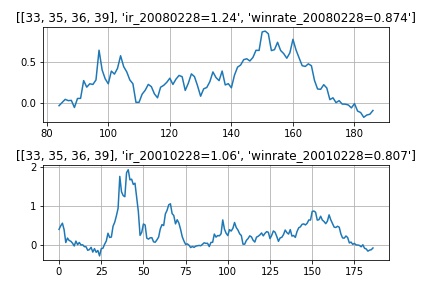 [[33, 35, 36, 39], 'ir_20080228=1.24', 'winrate_20080228=0.874']
0.5
0.0
80 100 120 140 160 180
[[33, 35, 36, 39], 'ir_20010228=1.06', 'winrate_20010228=0.807']
2
1
0
0 25 50 75 100 125 150 175